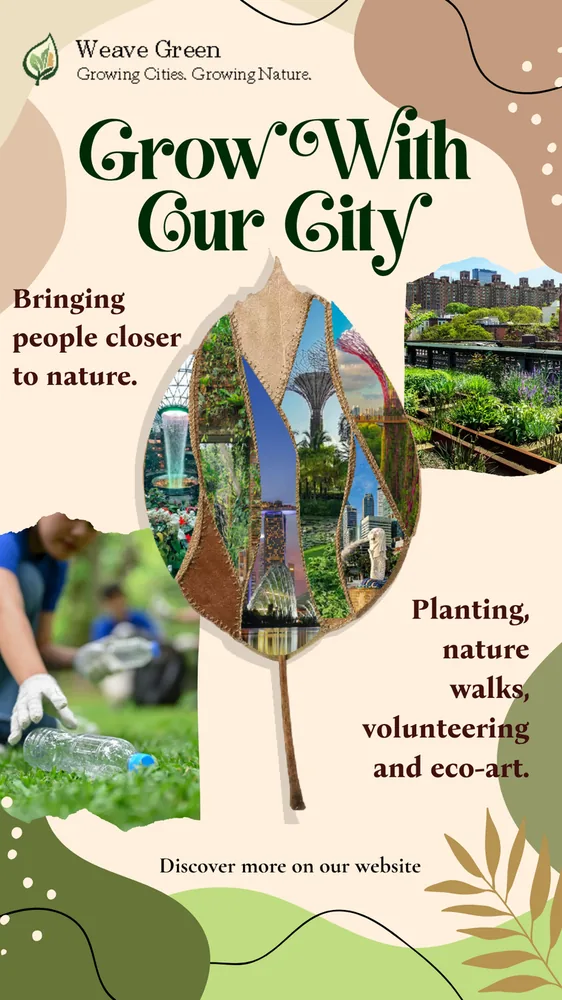 Weave Green
Growing Cities. Growing Nature.
Grow With
Our City
Bringing
people closer
to nature.
Planting,
nature
walks,
volunteering
and eco-art.
Discover more on our website